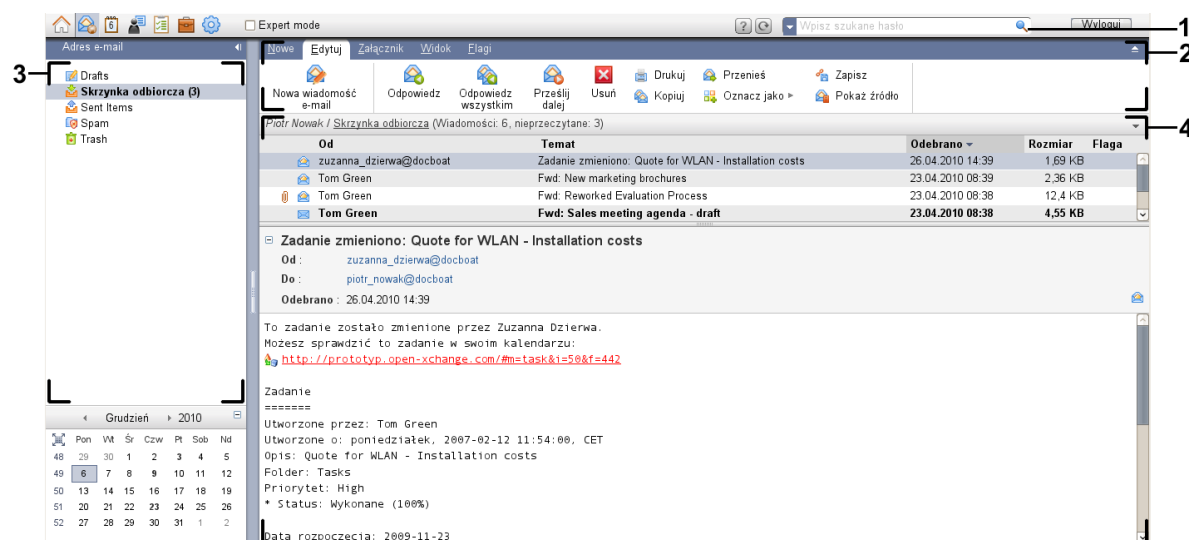 Expert mode
Wpisz szukane hasło
Wyloguj
1
Adres e-mail
Nowe Edytuj Załącznik Widok Flagi
2
3
Drafts
Skrzynka odbiorcza (3)
Sent Items
Spam
Trash
Nowa wiadomość e-mail
Odpowiedz
Odpowiedz wszystkim
Prześlij dalej
Usuń
Drukuj
Kopiuj
Przenieś
Oznacz jako
Zapisz
Pokaż źródło
Piotr Nowak / Skrzynka odbiorcza (Wiadomości: 6, nieprzeczytane: 3)
4
Od Temat Odebrano Rozmiar Flaga
zuzanna_dzierwa@docboat Zadanie zmieniono: Quote for WLAN - Installation costs 26.04.2010 14:39 1,69 KB
Tom Green Fwd: New marketing brochures 23.04.2010 08:39 2,36 KB
Tom Green Fwd: Reworked Evaluation Process 23.04.2010 08:38 12,4 KB
Tom Green Fwd: Sales meeting agenda - draft 23.04.2010 08:38 4,55 KB
Zadanie zmieniono: Quote for WLAN - Installation costs
Od : zuzanna_dzierwa@docboat
Do : piotr_nowak@docboat
Odebrano : 26.04.2010 14:39
To zadanie zostało zmienione przez Zuzanna Dzierwa.
Możesz sprawdzić to zadanie w swoim kalendarzu:
http://prototyp.open-xchange.com/#m=task&i=50&f=442
Zadanie
=======
Utworzone przez: Tom Green
Utworzone o: poniedziałek, 2007-02-12 11:54:00, CET
Opis: Quote for WLAN - Installation costs
Folder: Tasks
Priorytet: High
* Status: Wykonane (100%)
Data rozpoczęcia: 2009-11-23
Grudzień 2010
Pon Wt Śr Czw Pt Sob Nd
48 29 30 1 2 3 4 5
49 6 7 8 9 10 11 12
50 13 14 15 16 17 18 19
51 20 21 22 23 24 25 26
52 27 28 29 30 31 1 2